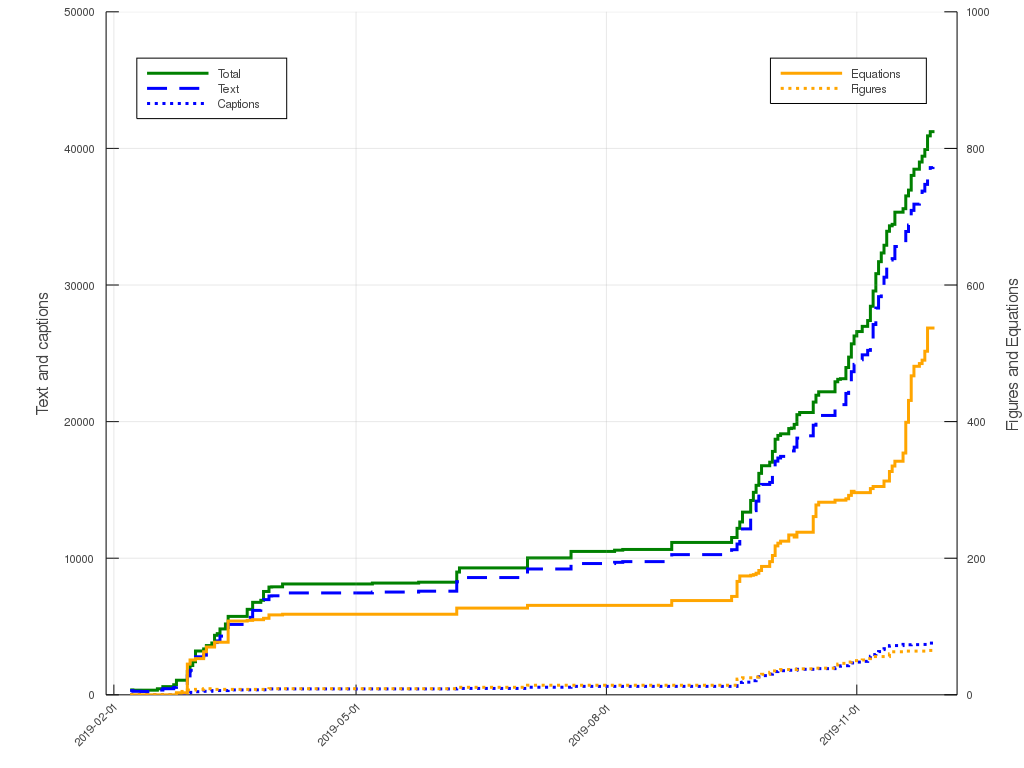 50000
40000
30000
20000
10000
0
1000
800
600
400
200
0
Total
Text
Captions
Equations
Figures
Text and captions
Figures and Equations
2019-02-01
2019-05-01
2019-08-01
2019-11-01